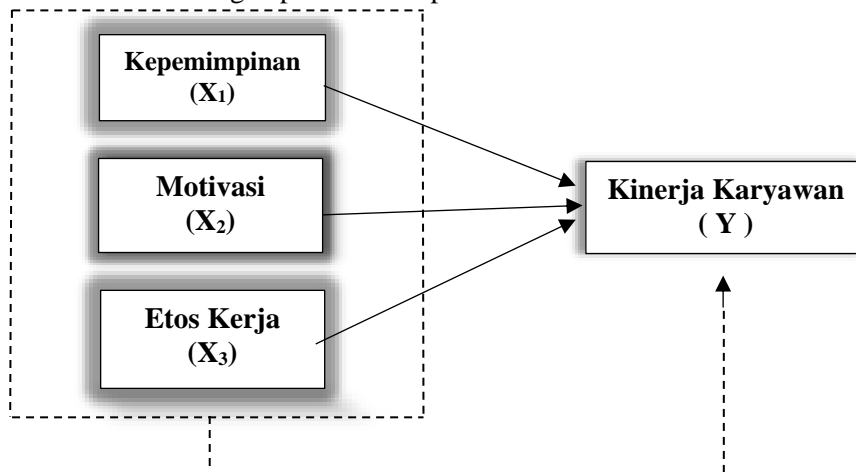 Kepemimpinan
(X₁)
Motivasi
(X₂)
Etos Kerja
(X₃)
Kinerja Karyawan
( Y )